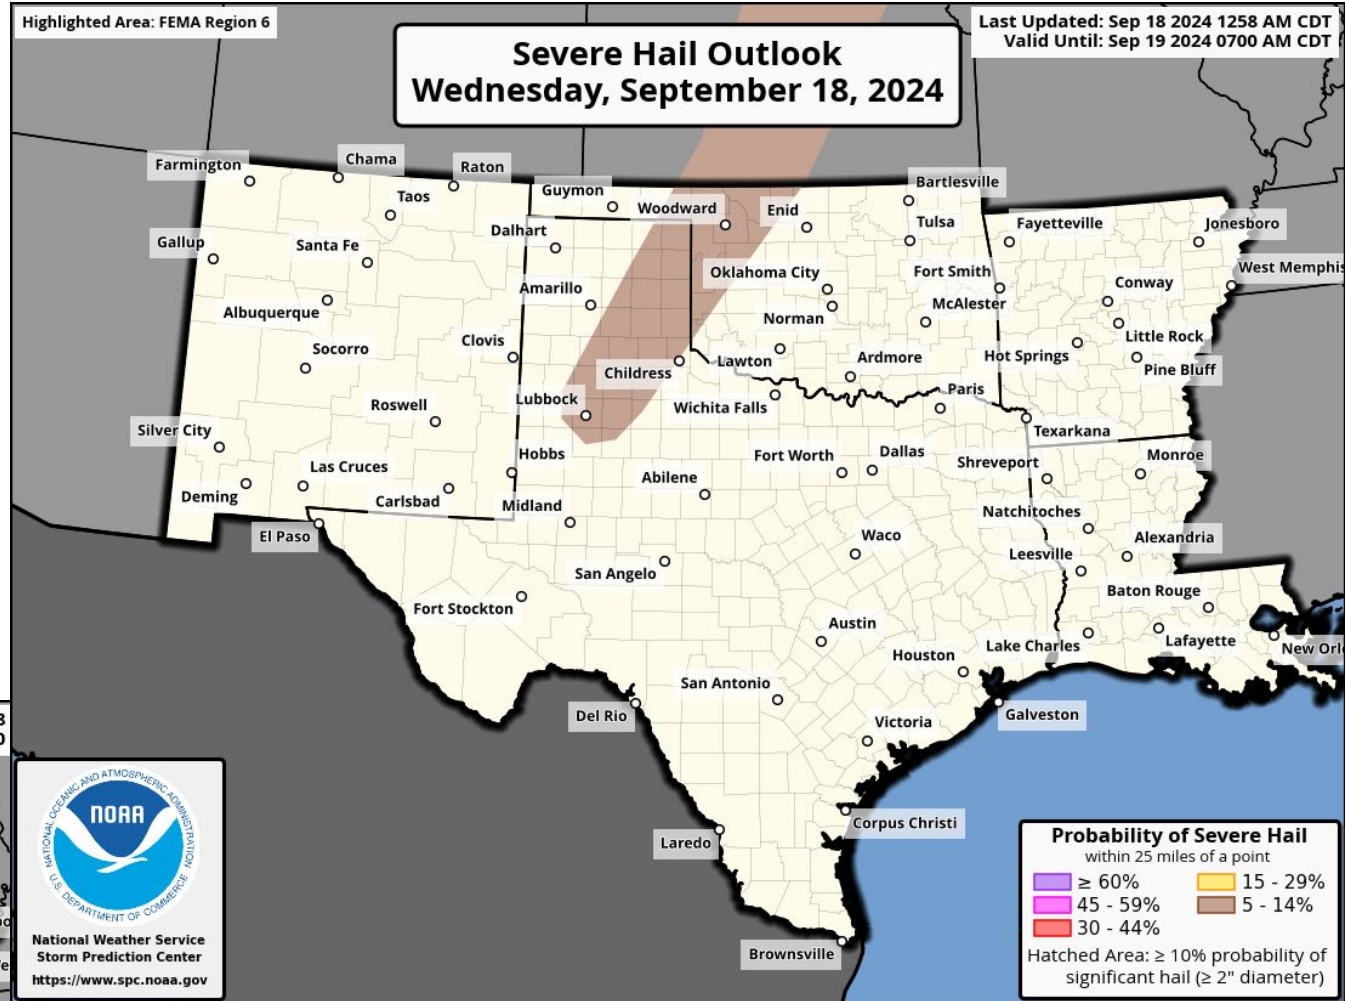 Highlighted Area: FEMA Region 6
Severe Hail Outlook
Wednesday, September 18, 2024
Last Updated: Sep 18 2024 1258 AM CDT
Valid Until: Sep 19 2024 0700 AM CDT
Farmington
Chama
Raton
Taos
Guymon
Woodward
Enid
Bartlesville
Gallup
Santa Fe
Dalhart
Tulsa
Fayetteville
Jonesboro
Albuquerque
Amarillo
Oklahoma City
Fort Smith
Conway
West Memphis
Socorro
Clovis
Norman
McAlester
Little Rock
Childress
Lawton
Ardmore
Hot Springs
Pine Bluff
Roswell
Lubbock
Wichita Falls
Paris
Texarkana
Silver City
Las Cruces
Hobbs
Abilene
Fort Worth
Dallas
Shreveport
Monroe
Deming
Carlsbad
Midland
Natchitoches
El Paso
San Angelo
Waco
Leesville
Alexandria
Fort Stockton
Austin
Baton Rouge
Houston
Lake Charles
Lafayette
New Orl
San Antonio
Del Rio
Victoria
Galveston
Laredo
Corpus Christi
Brownsville
NATIONAL OCEANIC AND ATMOSPHERIC ADMINISTRATION
NOAA
U.S. DEPARTMENT OF COMMERCE
National Weather Service
Storm Prediction Center
https://www.spc.noaa.gov
Probability of Severe Hail
within 25 miles of a point
≥ 60%
15 - 29%
45 - 59%
5 - 14%
30 - 44%
Hatched Area: ≥ 10% probability of
significant hail (≥ 2" diameter)